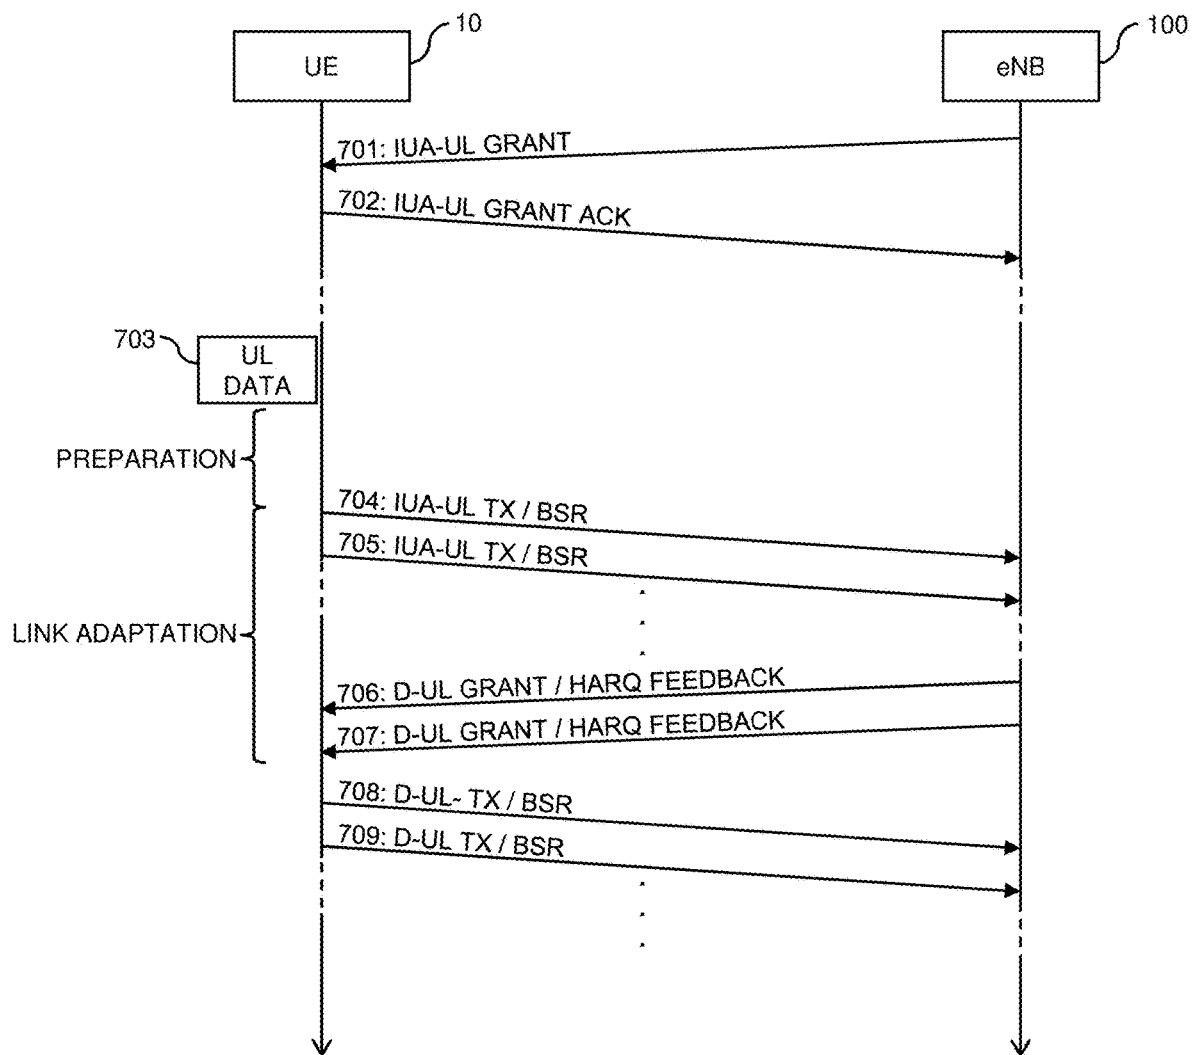 10
100
UE
eNB
701: IUA-UL GRANT
702: IUA-UL GRANT ACK
703
UL
DATA
PREPARATION
704: IUA-UL TX / BSR
705: IUA-UL TX / BSR
LINK ADAPTATION
706: D-UL GRANT / HARQ FEEDBACK
707: D-UL GRANT / HARQ FEEDBACK
708: D-UL- TX / BSR
709: D-UL TX / BSR